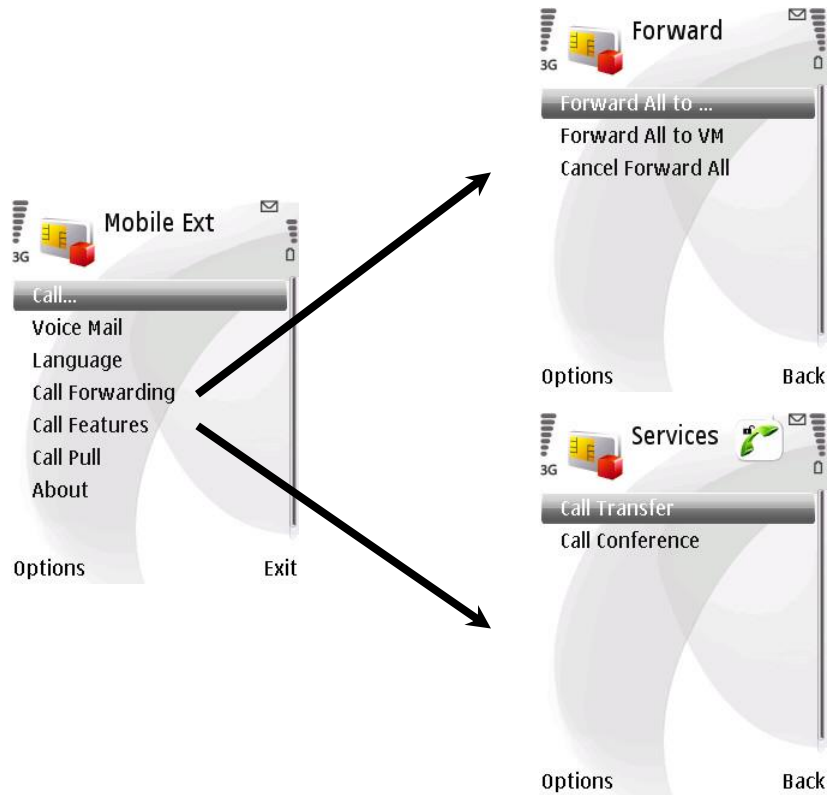 Mobile Ext
3G
Call...
Voice Mail
Language
Call Forwarding
Call Features
Call Pull
About
Options Exit
Forward
3G
Forward All to ...
Forward All to VM
Cancel Forward All
Options Back
Services
3G
Call Transfer
Call Conference
Options Back